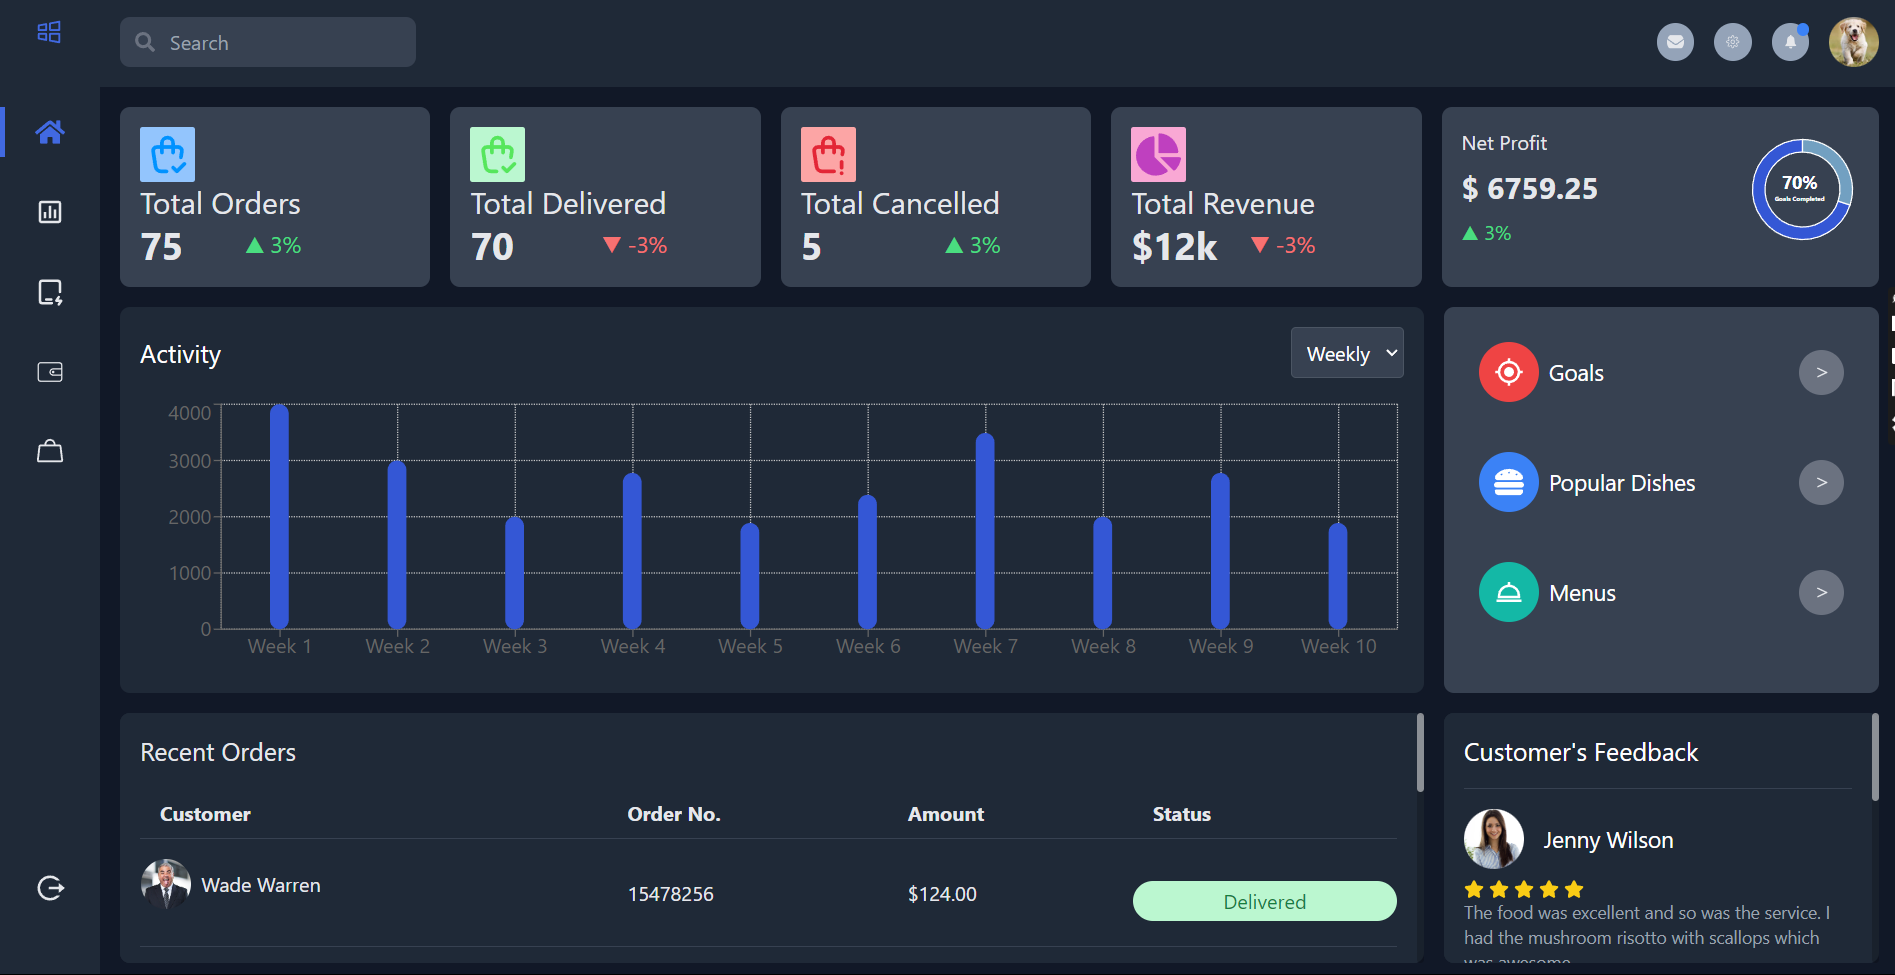 Search
Total Orders
75 ▲ 3%
Total Delivered
70 ▼ -3%
Total Cancelled
5 ▲ 3%
Total Revenue
$12k ▼ -3%
Net Profit
$ 6759.25
▲ 3%
70%
Goals Completed
Activity
Weekly
4000
3000
2000
1000
0
Week 1 Week 2 Week 3 Week 4 Week 5 Week 6 Week 7 Week 8 Week 9 Week 10
Goals >
Popular Dishes >
Menus >
Recent Orders
Customer Order No. Amount Status
Wade Warren 15478256 $124.00 Delivered
Customer's Feedback
Jenny Wilson
The food was excellent and so was the service. I
had the mushroom risotto with scallops which
was awesome